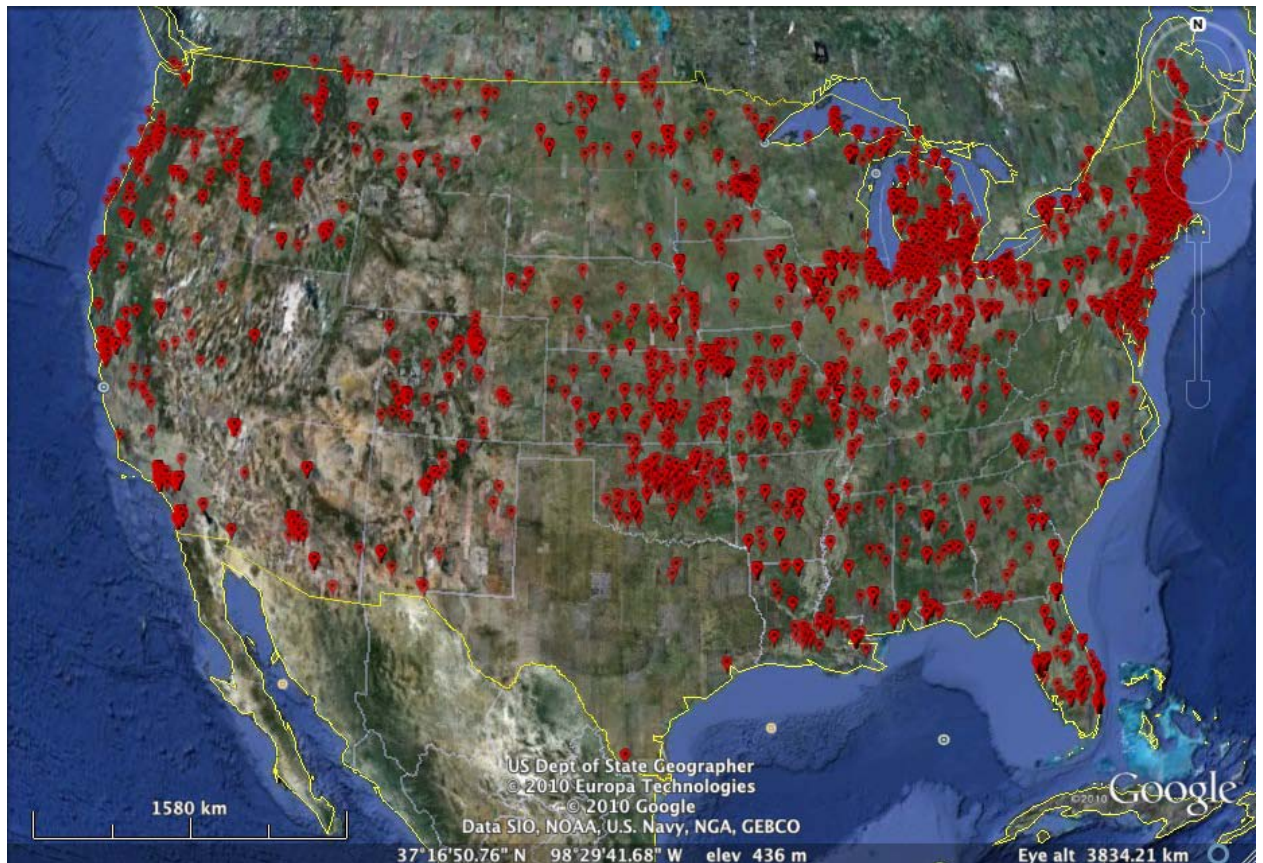 N
1580 km
US Dept of State Geographer
© 2010 Europa Technologies
© 2010 Google
Data SIO, NOAA, U.S. Navy, NGA, GEBCO
©2010 Google
37°16'50.76" N 98°29'41.68" W elev 436 m
Eye alt 3834.21 km